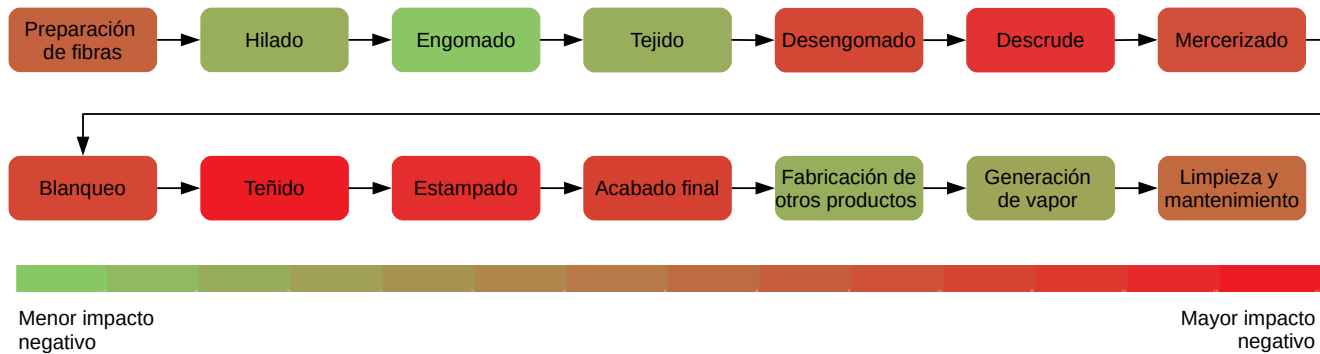 Preparación
de fibras
Hilado
Engomado
Tejido
Desengomado
Descrude
Mercerizado
Blanqueo
Teñido
Estampado
Acabado final
Fabricación de
otros productos
Generación
de vapor
Limpieza y
mantenimiento
Menor impacto
negativo
Mayor impacto
negativo